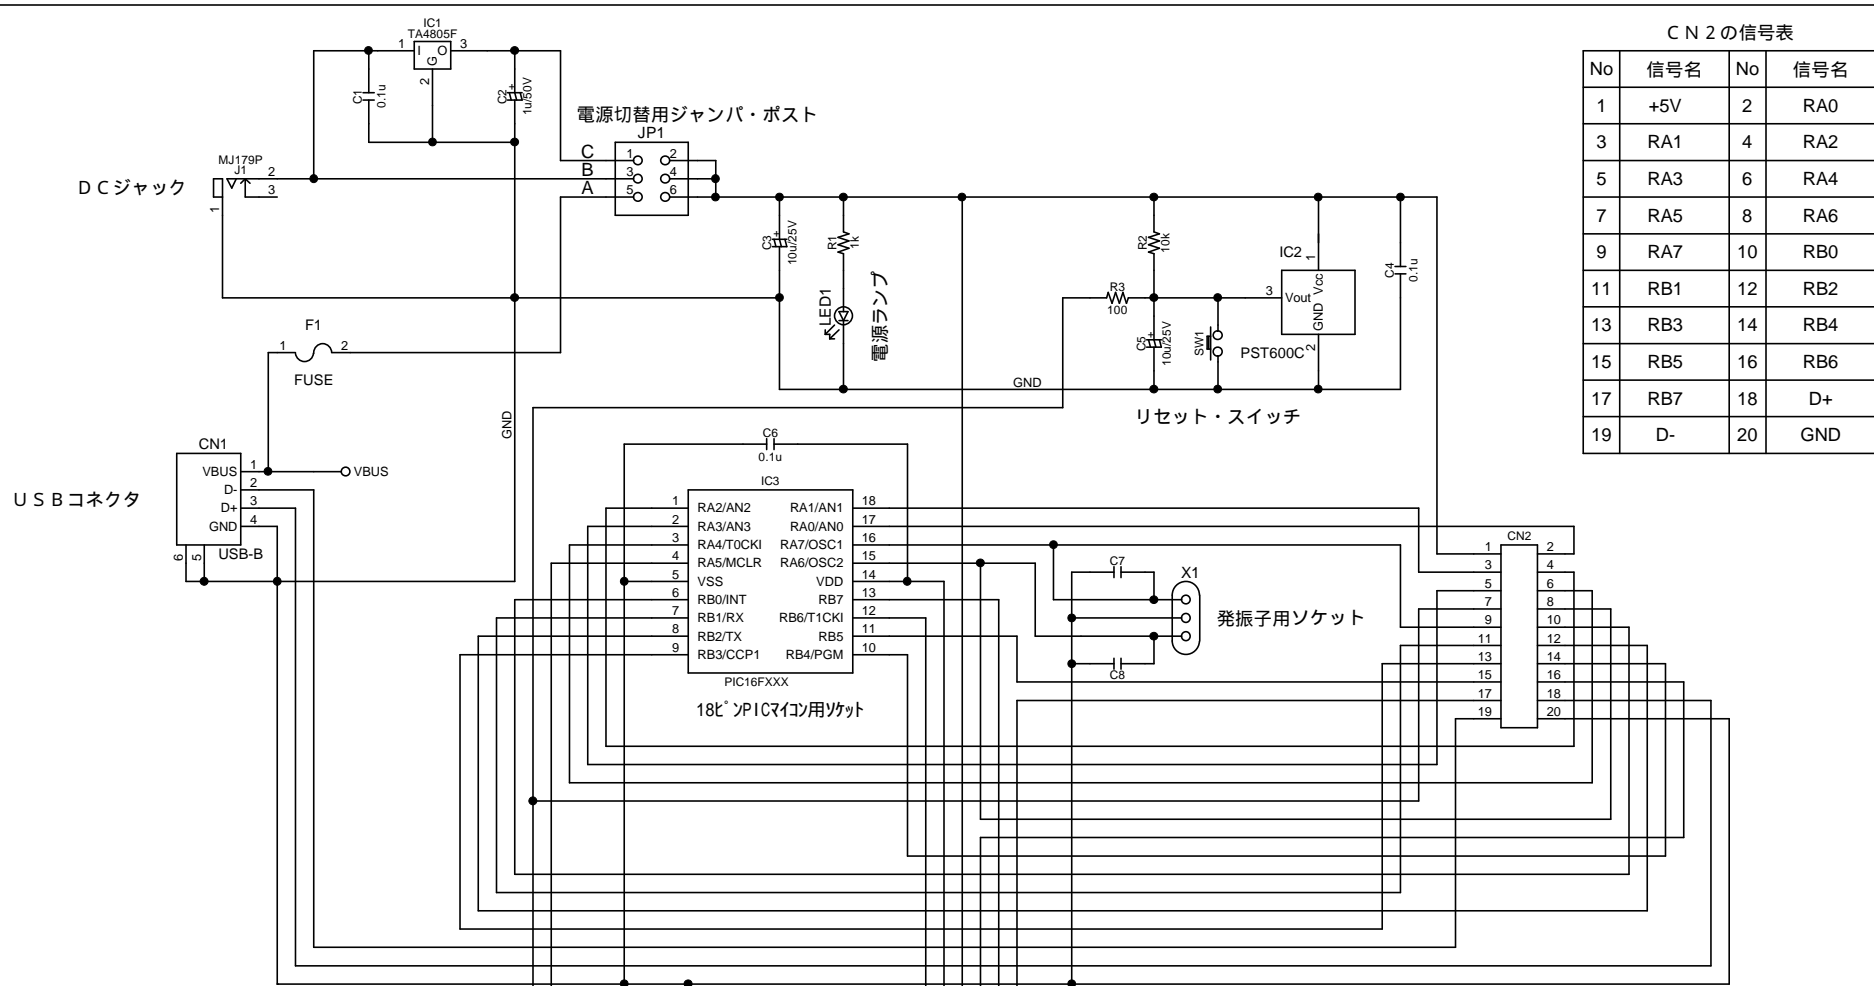 IC1
TA4805F
1
I
O
3
G
2
C1
0.1u
C2
+
1u/50V
電源切替用ジャンパ・ポスト
JP1
C
B
A
1
2
3
4
5
6
DCジャック
MJ179P
J1
2
3
1
C3
+
10u/25V
R1
1k
LED1
電源ランプ
R2
10k
R3
100
C5
+
10u/25V
SW1
IC2
1
3
Vout
Vcc
GND
2
PST600C
C4
0.1u
GND
リセット・スイッチ
F1
1
2
FUSE
GND
USBコネクタ
CN1
VBUS 1
D- 2
D+ 3
GND 4
6
5
USB-B
VBUS
C6
0.1u
IC3
1 RA2/AN2 RA1/AN1 18
2 RA3/AN3 RA0/AN0 17
3 RA4/T0CKI RA7/OSC1 16
4 RA5/MCLR RA6/OSC2 15
5 VSS VDD 14
6 RB0/INT RB7 13
7 RB1/RX RB6/T1CKI 12
8 RB2/TX RB5 11
9 RB3/CCP1 RB4/PGM 10
PIC16FXXX
18ピンPICマイコン用ソケット
C7
C8
X1
発振子用ソケット
CN2
1 2
3 4
5 6
7 8
9 10
11 12
13 14
15 16
17 18
19 20
CN2の信号表
No 信号名 No 信号名
1 +5V 2 RA0
3 RA1 4 RA2
5 RA3 6 RA4
7 RA5 8 RA6
9 RA7 10 RB0
11 RB1 12 RB2
13 RB3 14 RB4
15 RB5 16 RB6
17 RB7 18 D+
19 D- 20 GND